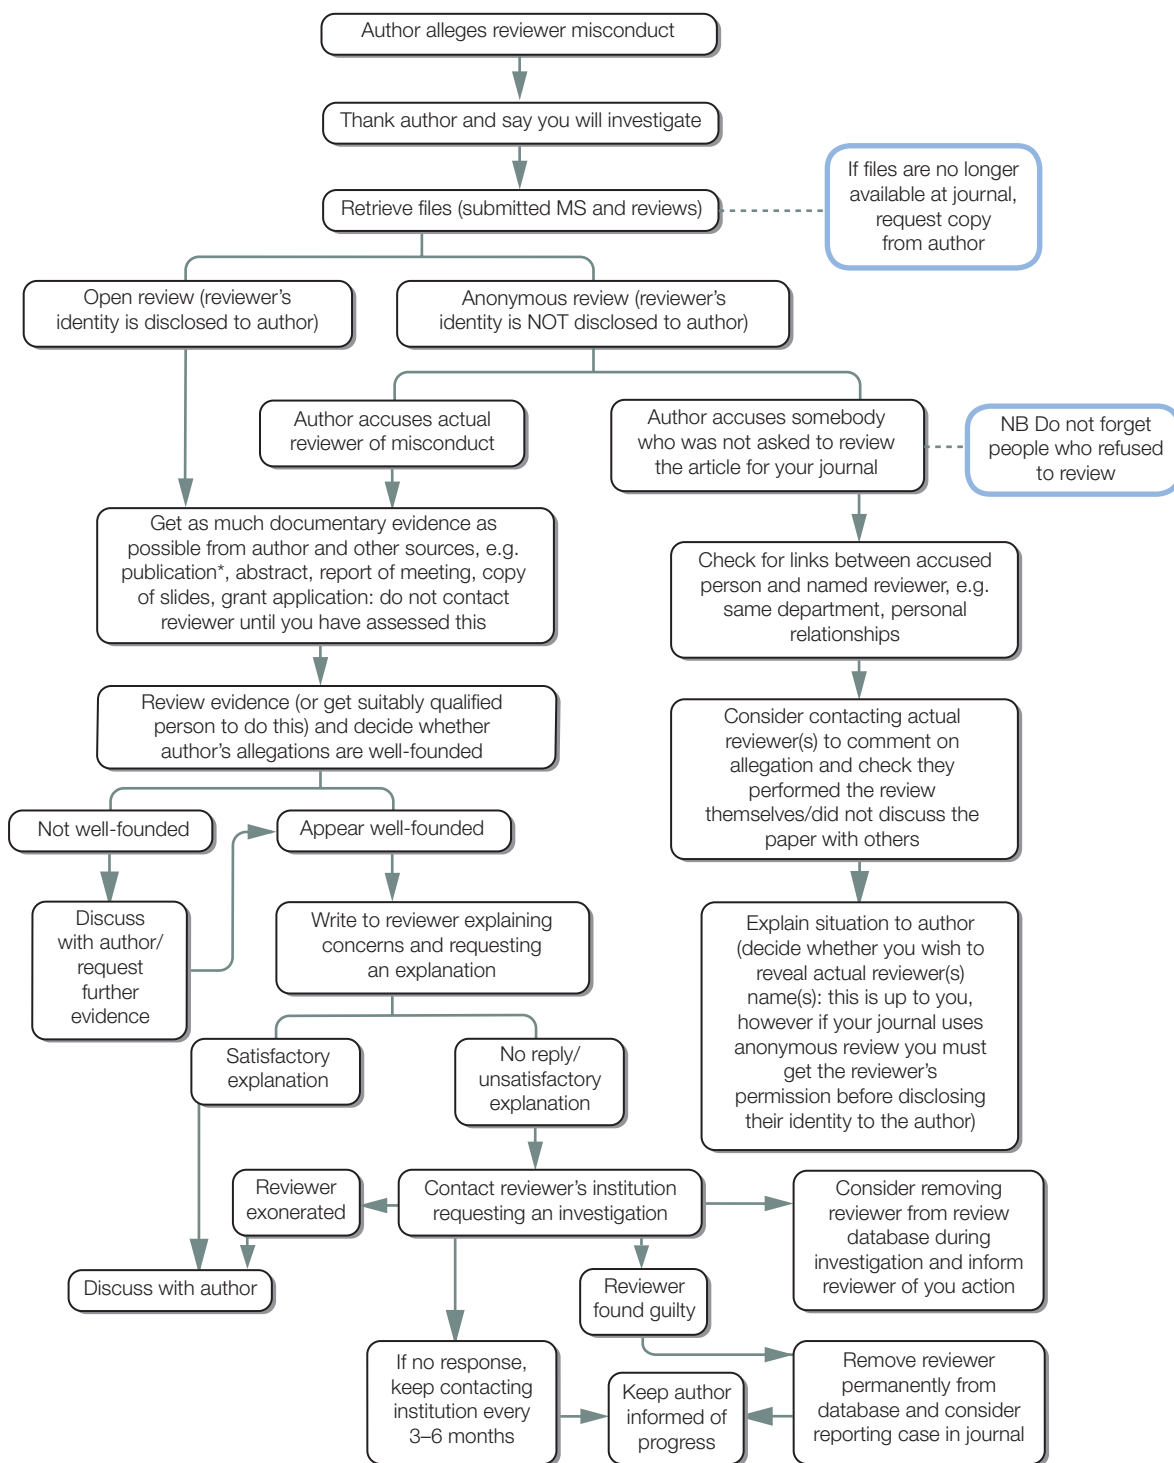 Author alleges reviewer misconduct
Thank author and say you will investigate
Retrieve files (submitted MS and reviews)
If files are no longer
available at journal,
request copy
from author
Open review (reviewer's
identity is disclosed to author)
Anonymous review (reviewer's
identity is NOT disclosed to author)
Author accuses actual
reviewer of misconduct
Author accuses somebody
who was not asked to review
the article for your journal
NB Do not forget
people who refused
to review
Get as much documentary evidence as
possible from author and other sources, e.g.
publication*, abstract, report of meeting, copy
of slides, grant application: do not contact
reviewer until you have assessed this
Check for links between accused
person and named reviewer, e.g.
same department, personal
relationships
Review evidence (or get suitably qualified
person to do this) and decide whether
author's allegations are well-founded
Consider contacting actual
reviewer(s) to comment on
allegation and check they
performed the review
themselves/did not discuss the
paper with others
Not well-founded
Appear well-founded
Discuss
with author/
request
further
evidence
Write to reviewer explaining
concerns and requesting
an explanation
Explain situation to author
(decide whether you wish to
reveal actual reviewer(s)
name(s): this is up to you,
however if your journal uses
anonymous review you must
get the reviewer's
permission before disclosing
their identity to the author)
Satisfactory
explanation
No reply/
unsatisfactory
explanation
Reviewer
exonerated
Contact reviewer's institution
requesting an investigation
Consider removing
reviewer from review
database during
investigation and inform
reviewer of you action
Discuss with author
Reviewer
found guilty
If no response,
keep contacting
institution every
3–6 months
Keep author
informed of
progress
Remove reviewer
permanently from
database and consider
reporting case in journal